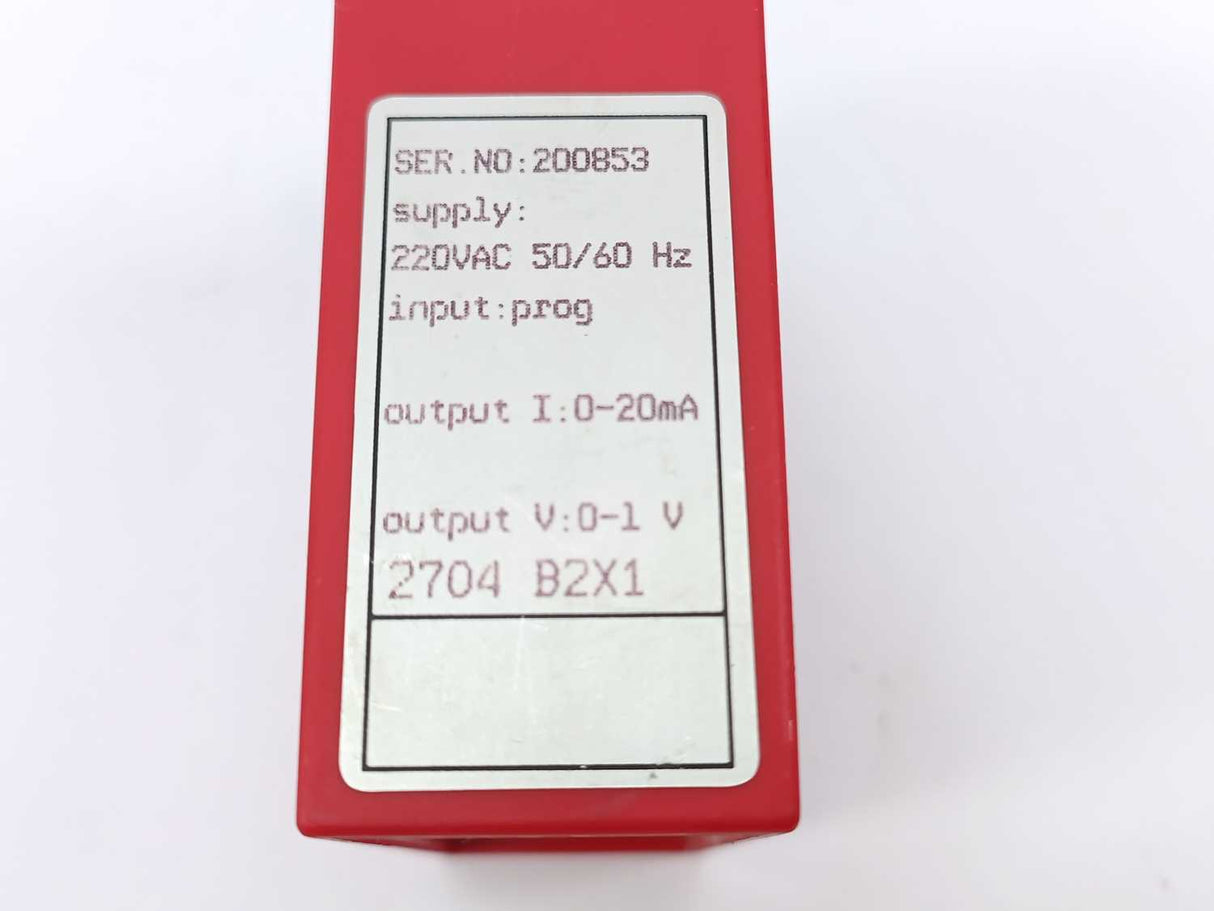 SER.NO:200853
supply:
220VAC 50/60 Hz
input:prog
output I:0-20mA
output V:0-1 V
2704 B2X1